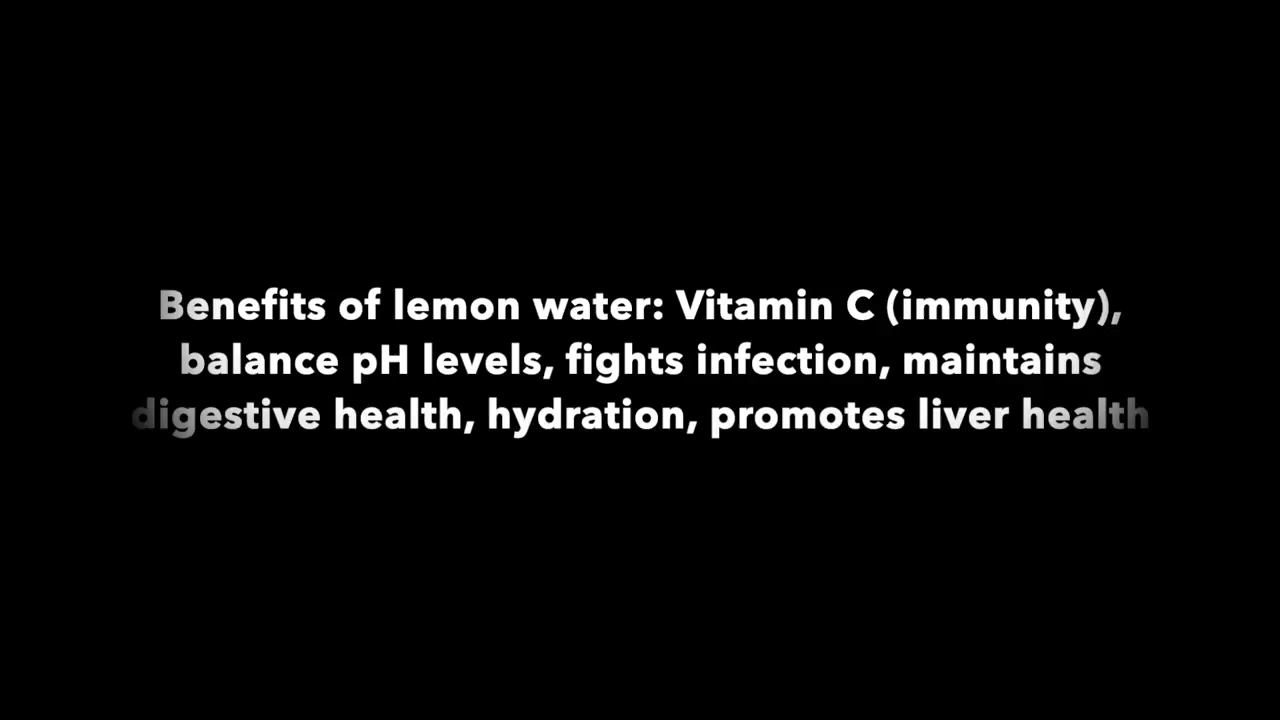 Benefits of lemon water: Vitamin C (immunity),
balance pH levels, fights infection, maintains
digestive health, hydration, promotes liver health